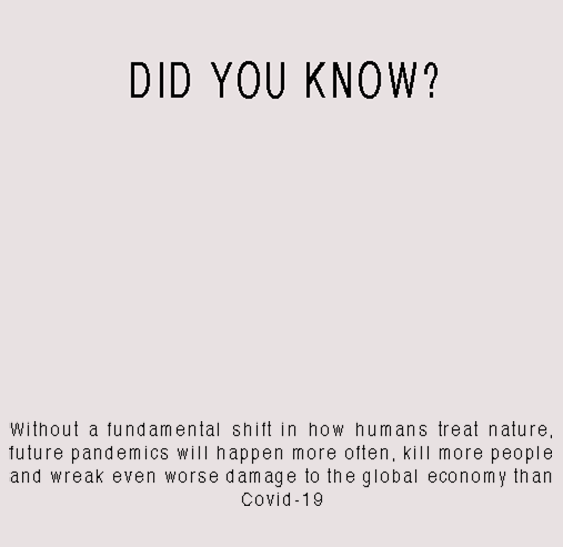 DID YOU KNOW?
Without a fundamental shift in how humans treat nature,
future pandemics will happen more often, kill more people
and wreak even worse damage to the global economy than
Covid-19